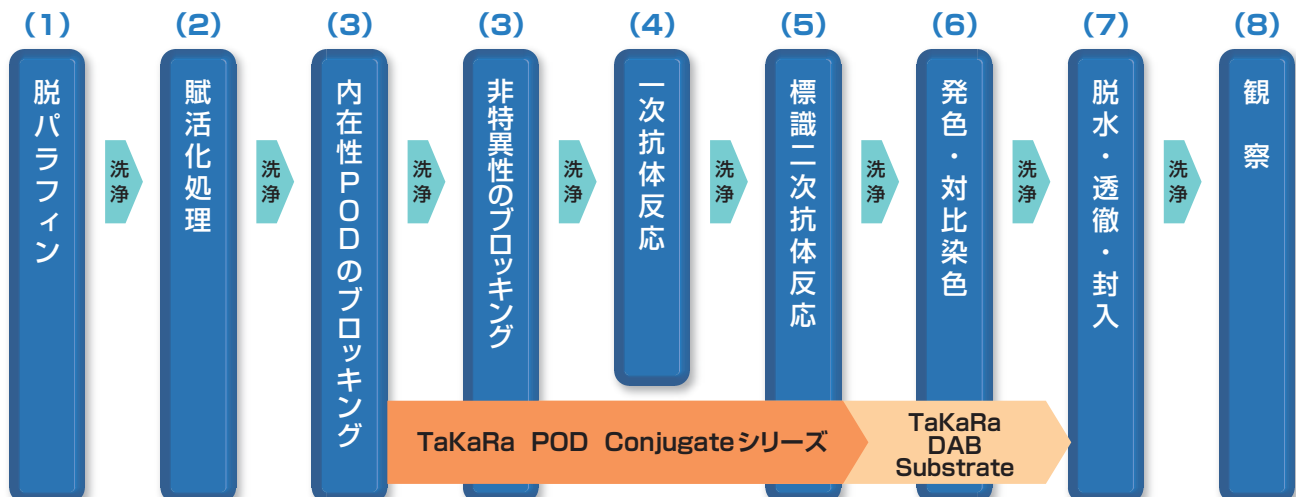 (1)
(2)
(3)
(3)
(4)
(5)
(6)
(7)
(8)
脱パラフィン
洗浄
賦活化処理
洗浄
内在性PODのブロッキング
洗浄
非特異性のブロッキング
洗浄
一次抗体反応
洗浄
標識二次抗体反応
洗浄
発色・対比染色
洗浄
脱水・透徹・封入
洗浄
観察
TaKaRa POD Conjugateシリーズ
TaKaRa
DAB
Substrate